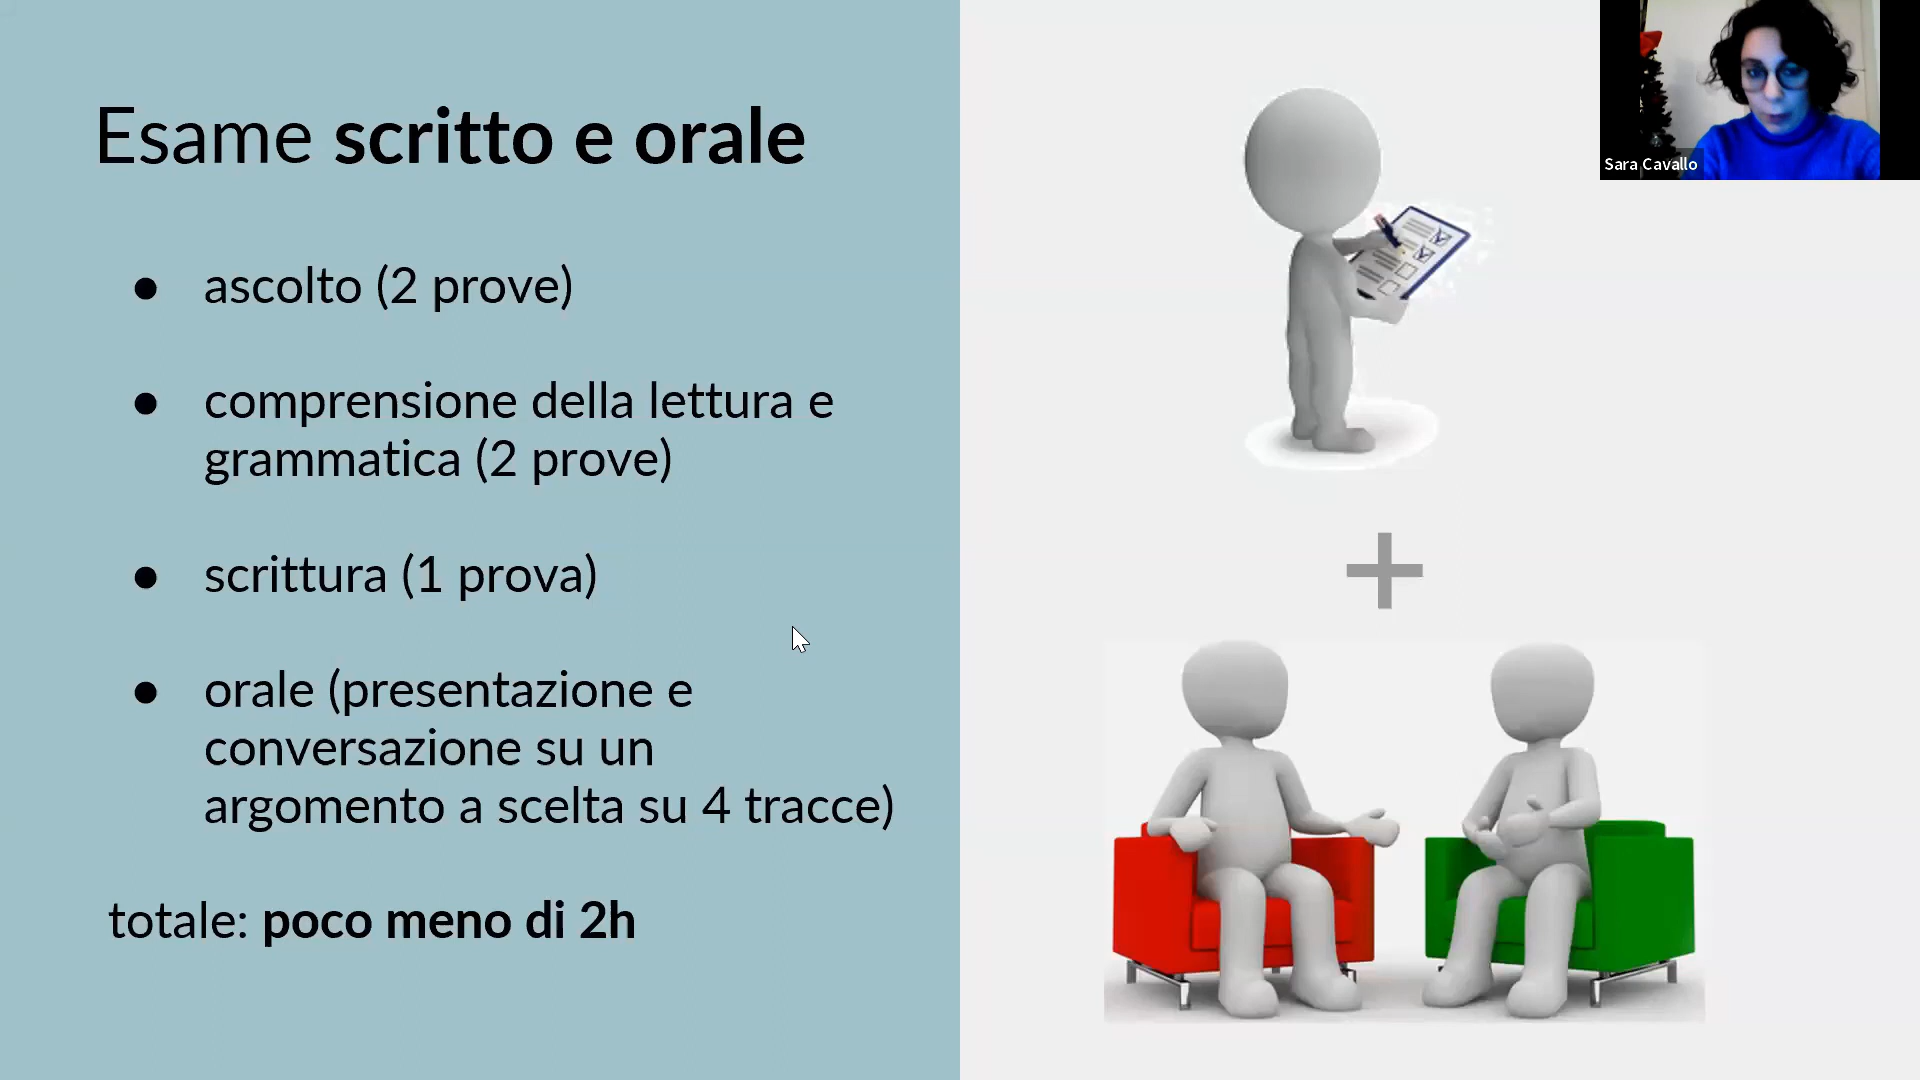 Esame scritto e orale
● ascolto (2 prove)
● comprensione della lettura e
grammatica (2 prove)
● scrittura (1 prova)
● orale (presentazione e
conversazione su un
argomento a scelta su 4 tracce)
totale: poco meno di 2h
Sara Cavallo